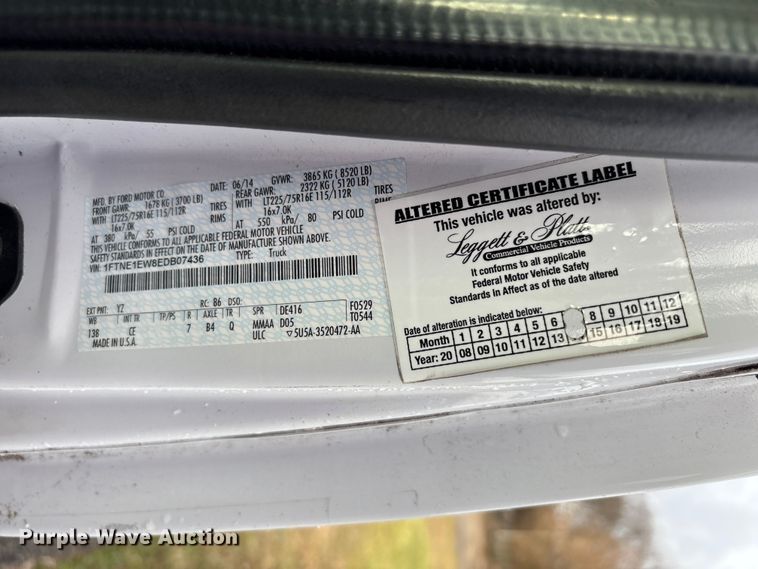 MFD. BY FORD MOTOR CO.
06/14 GVWR: 3865 KG ( 8520 LB)
FRONT GAWR: 1678 KG ( 3700 LB) REAR GAWR: 2322 KG ( 5120 LB)
LT225/75R16E 115/112R TIRES WITH LT225/75R16E 115/112R TIRES
16x7.0K RIMS WITH 16x7.0K RIMS
AT 380 kPa/ 55 PSI COLD AT 550 kPa/ 80 PSI COLD
THIS VEHICLE CONFORMS TO ALL APPLICABLE FEDERAL MOTOR VEHICLE
SAFETY STANDARDS IN EFFECT ON THE DATE OF MANUFACTURE SHOWN ABOVE.
VIN: 1FTNE1EW8EDB07436
TYPE: Truck
EXT PNT: YZ RC: 86 DSO: F0529
WB INT TR TP/PS R AXLE TR SPR DE416 T0544
138 CE 7 B4 Q MMAA D05
MADE IN U.S.A. ULC 5U5A-3520472-AA
ALTERED CERTIFICATE LABEL
This vehicle was altered by:
Leggett & Platt
Commercial Vehicle Products
It conforms to all applicable
Federal Motor Vehicle Safety
Standards In Affect as of the date altered
Date of alteration is indicated below:
Month 1 2 3 4 5 6 8 9 10 11 12
Year: 20 08 09 10 11 12 13 15 16 17 18 19
Purple Wave Auction